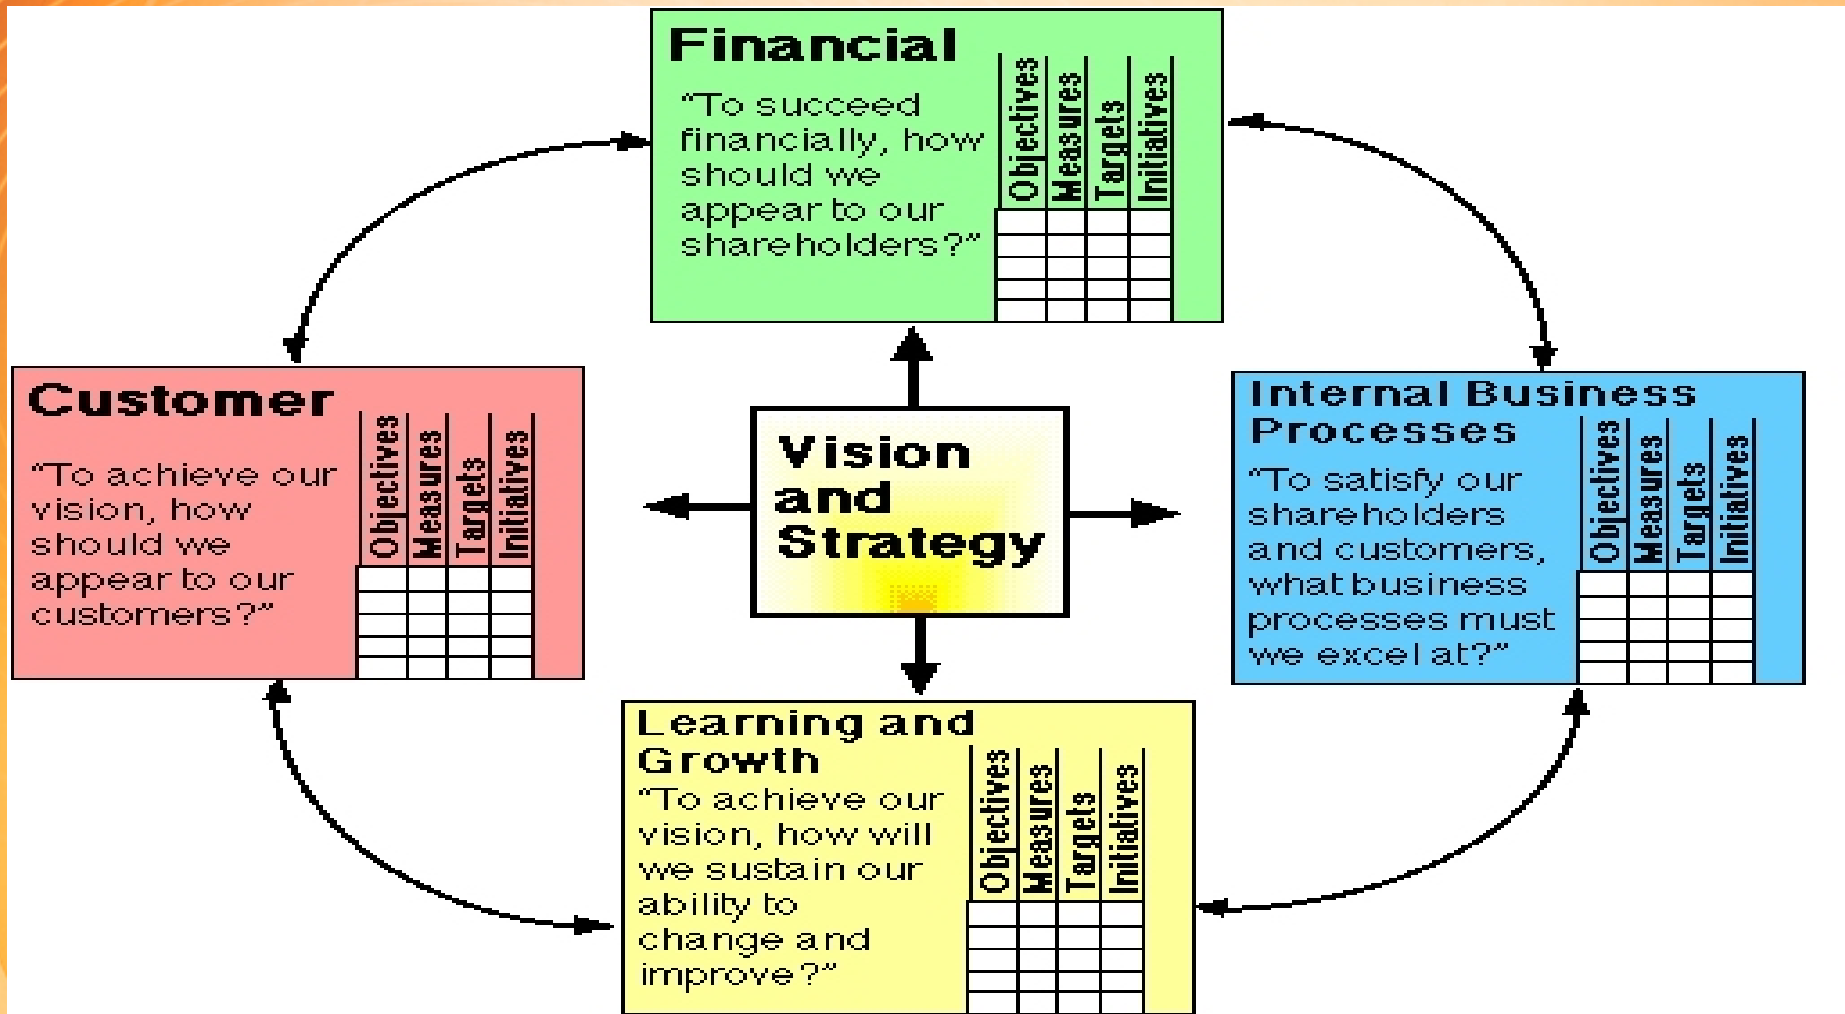 Financial
“To succeed
financially, how
should we
appear to our
shareholders?”
Objectives
Measures
Targets
Initiatives
Customer
“To achieve our
vision, how
should we
appear to our
customers?”
Objectives
Measures
Targets
Initiatives
Vision
and
Strategy
Internal Business
Processes
“To satisfy our
shareholders
and customers,
what business
processes must
we excel at?”
Objectives
Measures
Targets
Initiatives
Learning and
Growth
“To achieve our
vision, how will
we sustain our
ability to
change and
improve?”
Objectives
Measures
Targets
Initiatives